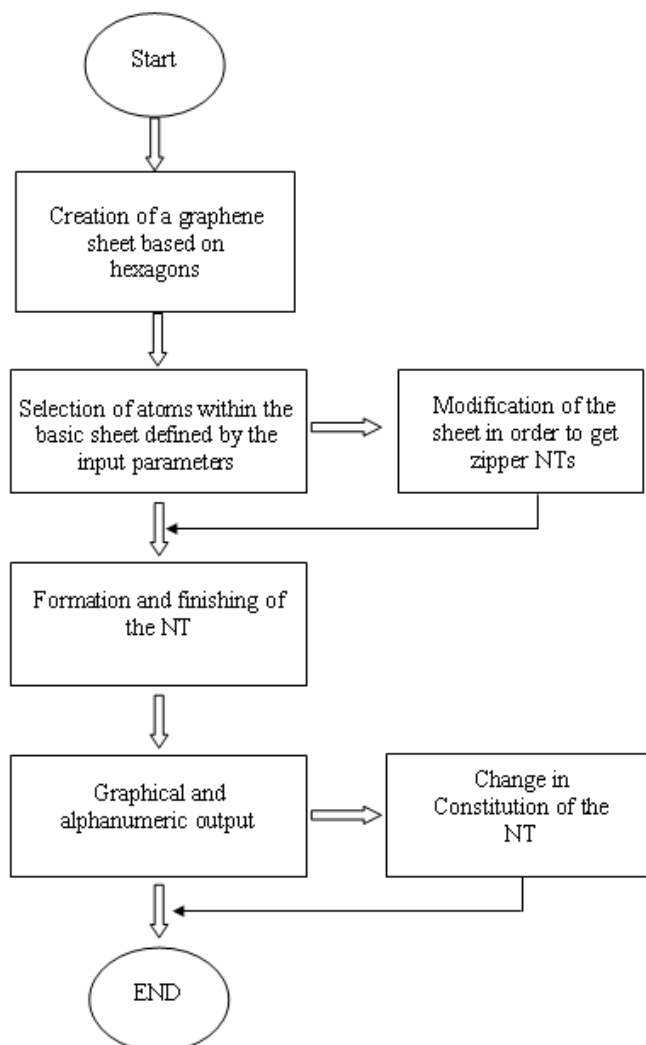 Start
Creation of a graphene
sheet based on
hexagons
Selection of atoms within the
basic sheet defined by the
input parameters
Modification of the
sheet in order to get
zipper NTs
Formation and finishing of
the NT
Graphical and
alphanumeric output
Change in
Constitution of the
NT
END